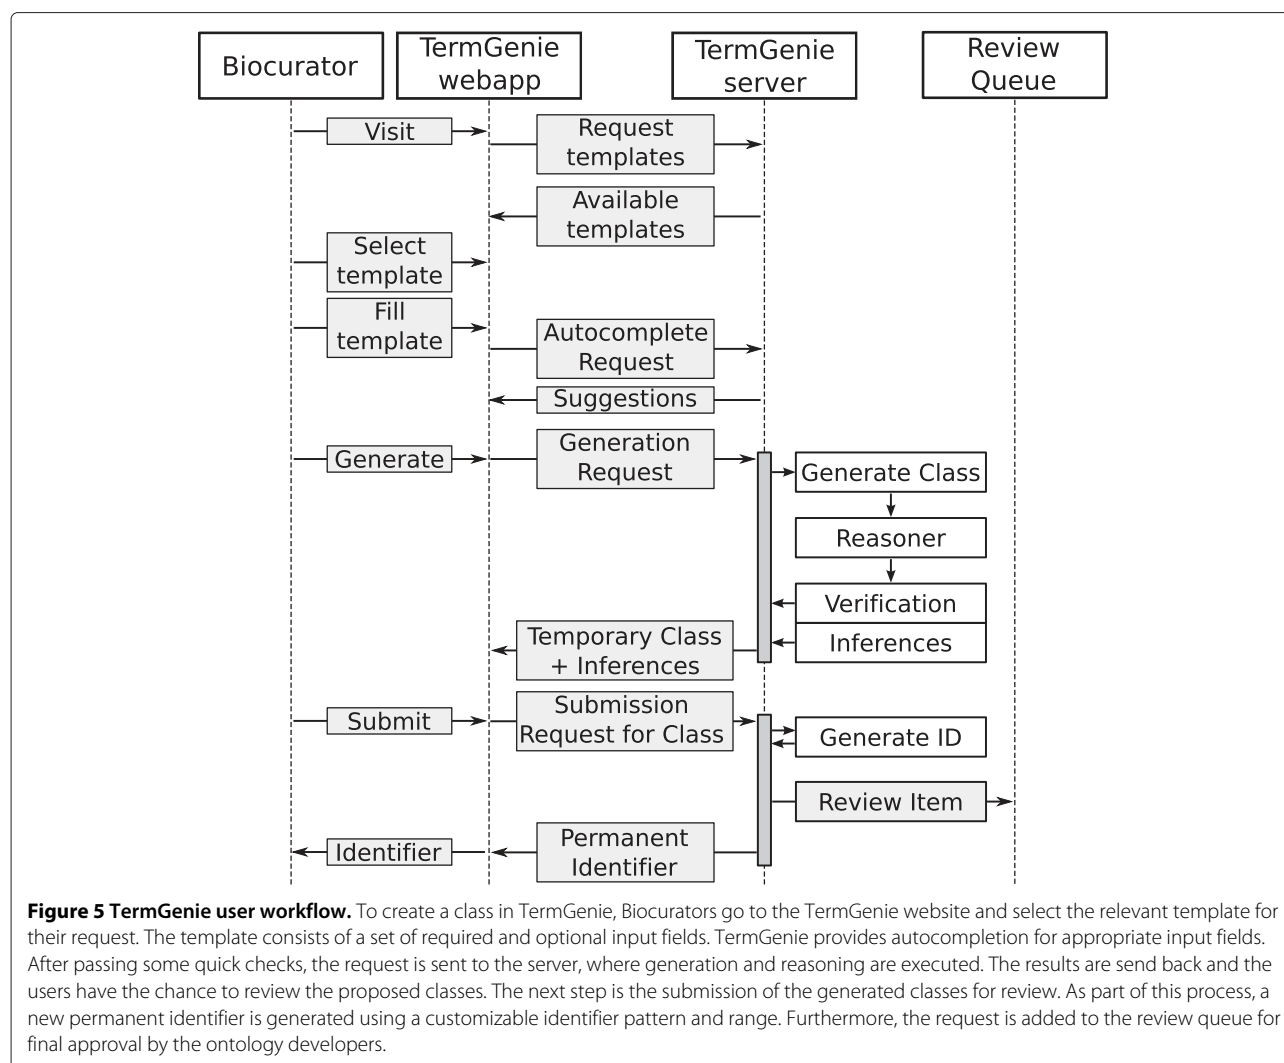 Biocurator
TermGenie
webapp
TermGenie
server
Review
Queue
Visit
Request
templates
Available
templates
Select
template
Fill
template
Autocomplete
Request
Suggestions
Generate
Generation
Request
Generate Class
Reasoner
Verification
Inferences
Temporary Class
+ Inferences
Submit
Submission
Request for Class
Generate ID
Review Item
Identifier
Permanent
Identifier
Figure 5 TermGenie user workflow. To create a class in TermGenie, Biocurators go to the TermGenie website and select the relevant template for
their request. The template consists of a set of required and optional input fields. TermGenie provides autocompletion for appropriate input fields.
After passing some quick checks, the request is sent to the server, where generation and reasoning are executed. The results are send back and the
users have the chance to review the proposed classes. The next step is the submission of the generated classes for review. As part of this process, a
new permanent identifier is generated using a customizable identifier pattern and range. Furthermore, the request is added to the review queue for
final approval by the ontology developers.